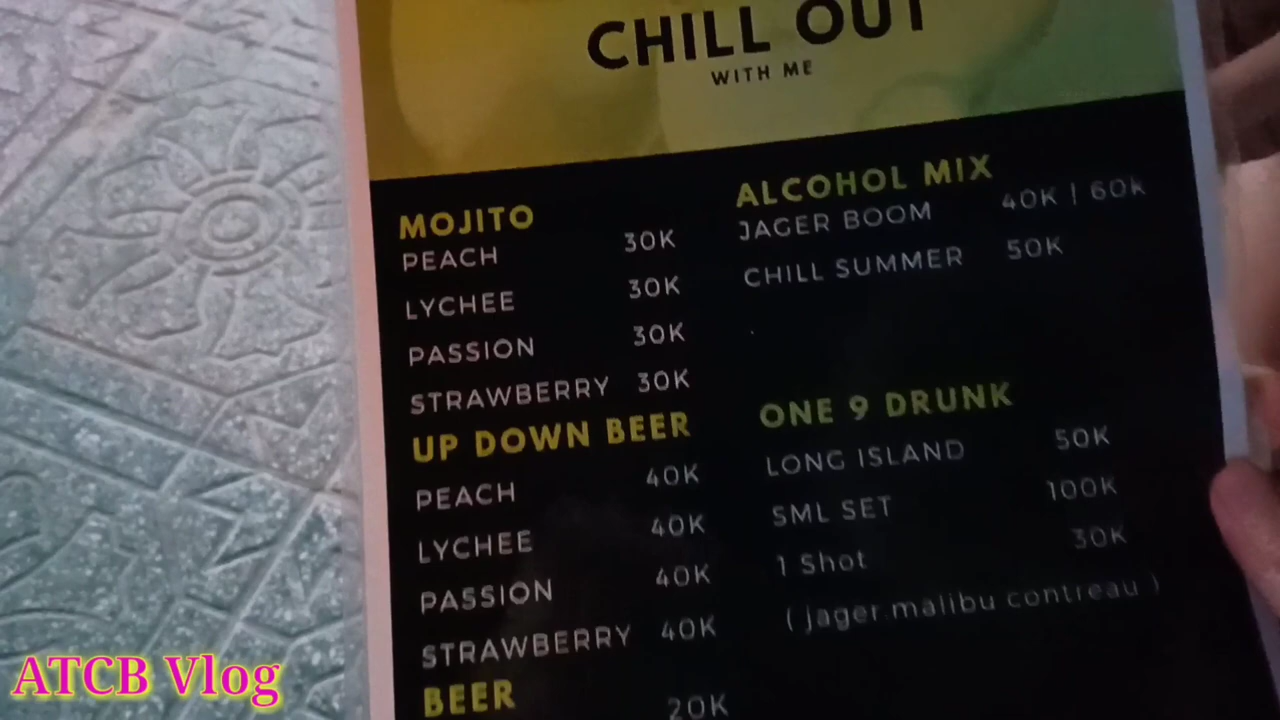 CHILL OUT
WITH ME
MOJITO
PEACH 30K
LYCHEE 30K
PASSION 30K
STRAWBERRY 30K
UP DOWN BEER
PEACH 40K
LYCHEE 40K
PASSION 40K
STRAWBERRY 40K
BEER 20K
ALCOHOL MIX
JAGER BOOM 40K | 60k
CHILL SUMMER 50K
ONE 9 DRUNK
LONG ISLAND 50K
SML SET 100K
1 Shot 30K
( jager.malibu contreau )
ATCB Vlog